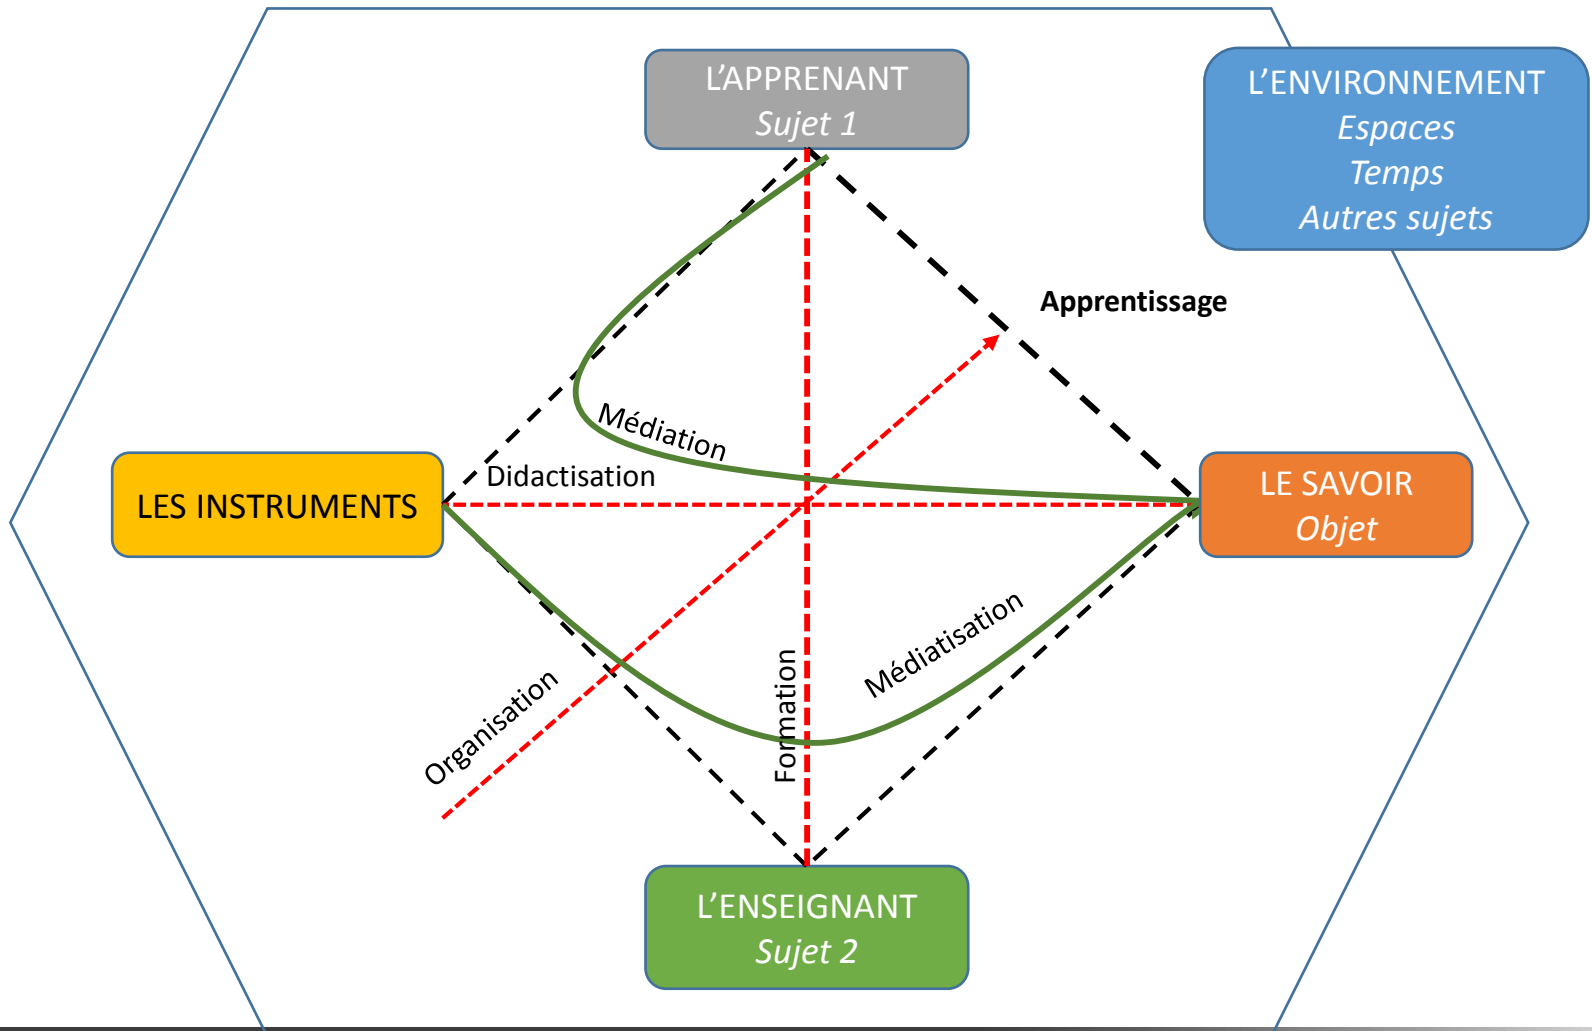 L’APPRENANT
Sujet 1
L’ENVIRONNEMENT
Espaces
Temps
Autres sujets
Apprentissage
Médiation
Didactisation
LES INSTRUMENTS
LE SAVOIR
Objet
Médiatisation
Organisation
Formation
L’ENSEIGNANT
Sujet 2